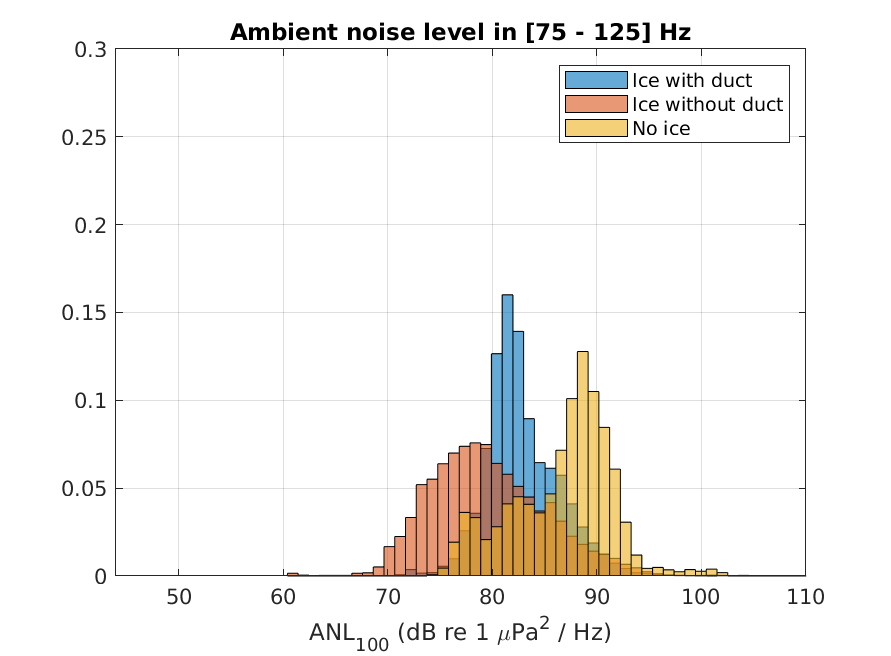 Ambient noise level in [75 - 125] Hz
0.3
0.25
0.2
0.15
0.1
0.05
0
Ice with duct
Ice without duct
No ice
50 60 70 80 90 100 110
ANL₁₀₀ (dB re 1 μPa² / Hz)